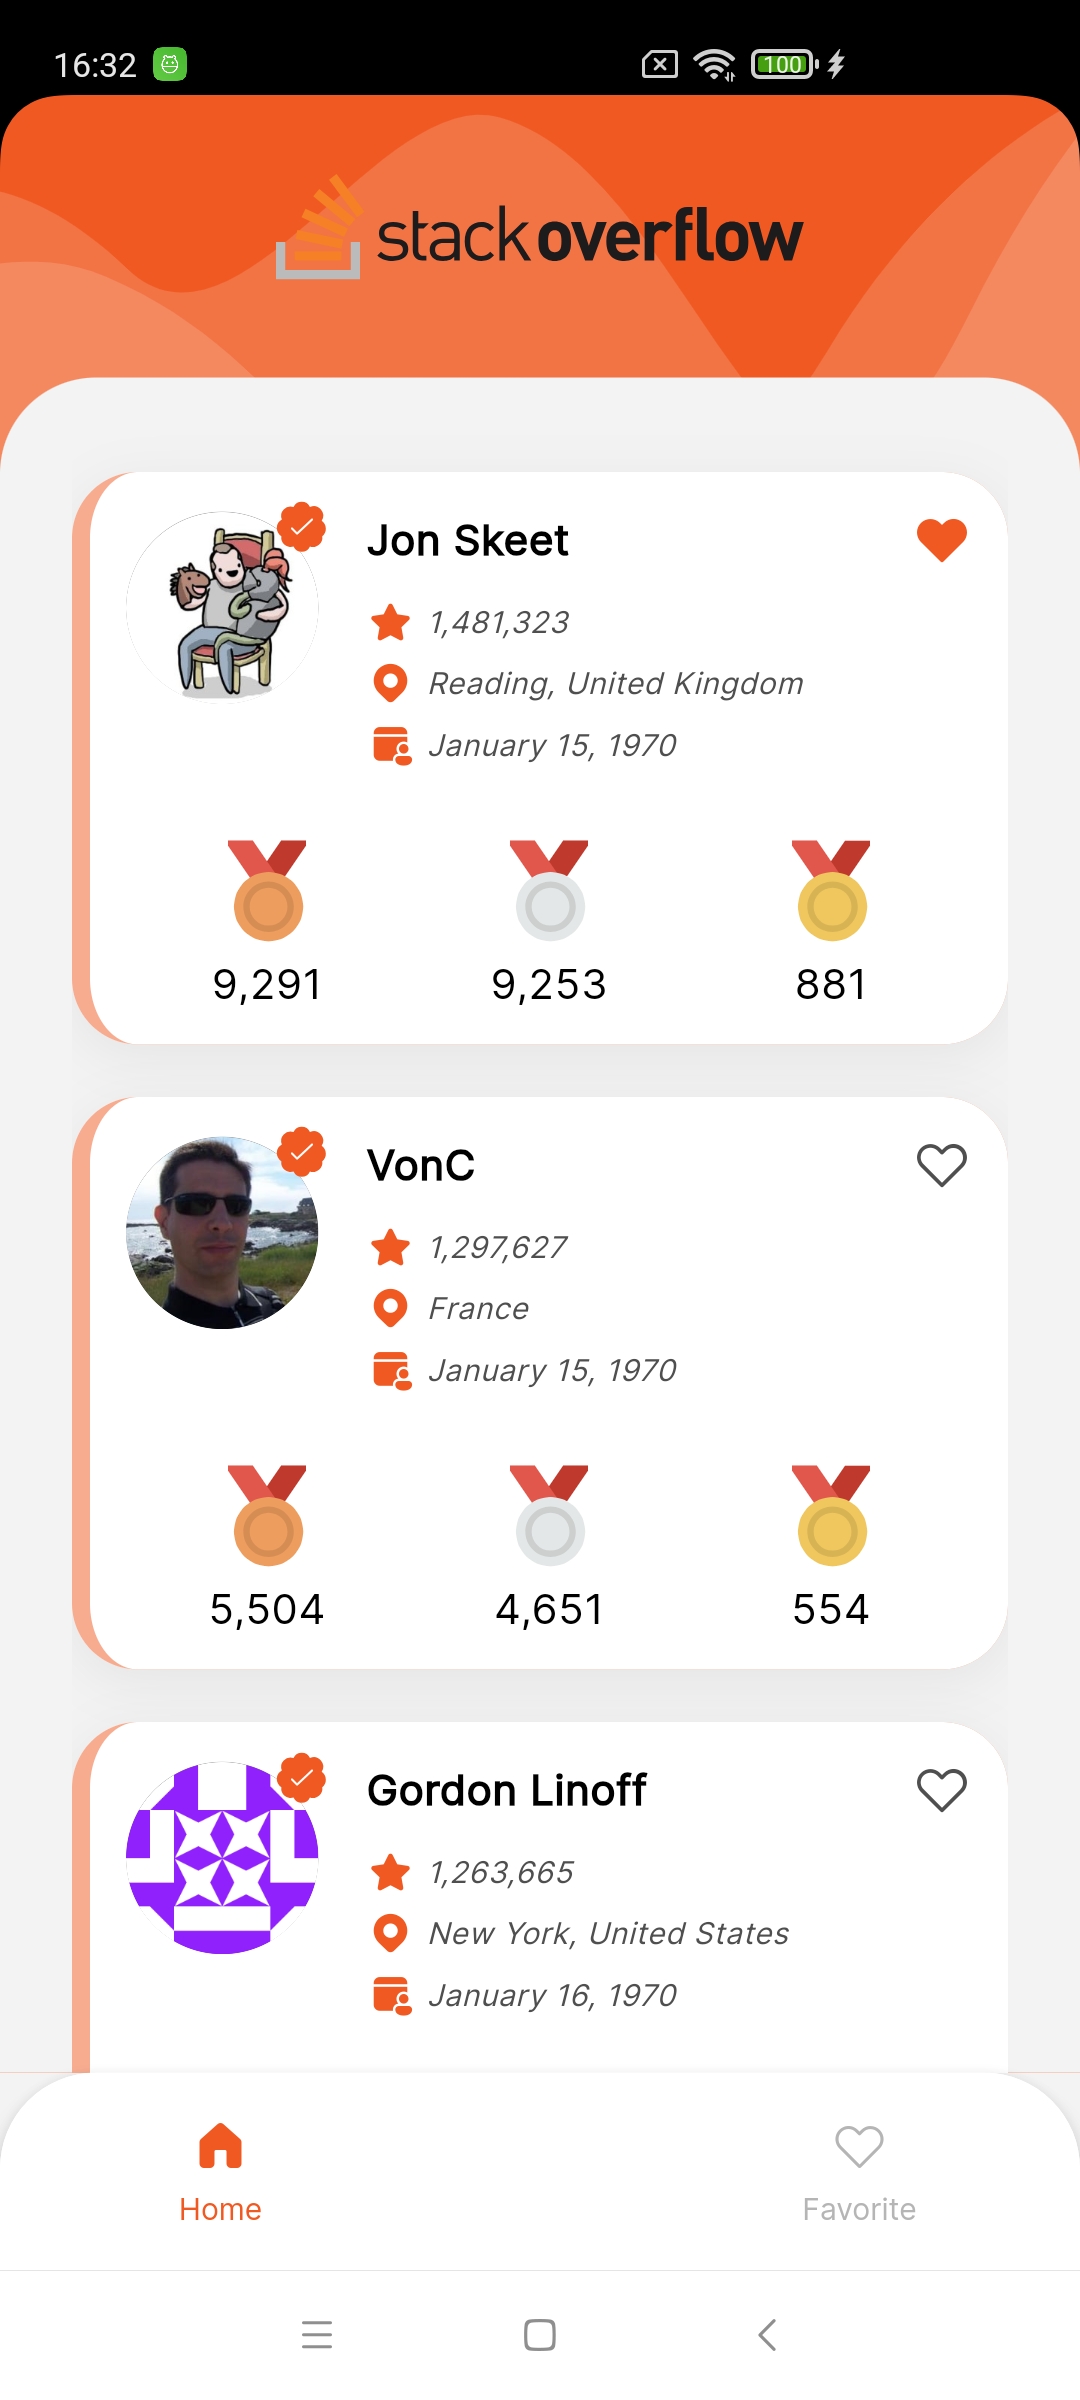 16:32
100
stackoverflow
Jon Skeet
1,481,323
Reading, United Kingdom
January 15, 1970
9,291 9,253 881
VonC
1,297,627
France
January 15, 1970
5,504 4,651 554
Gordon Linoff
1,263,665
New York, United States
January 16, 1970
Home Favorite